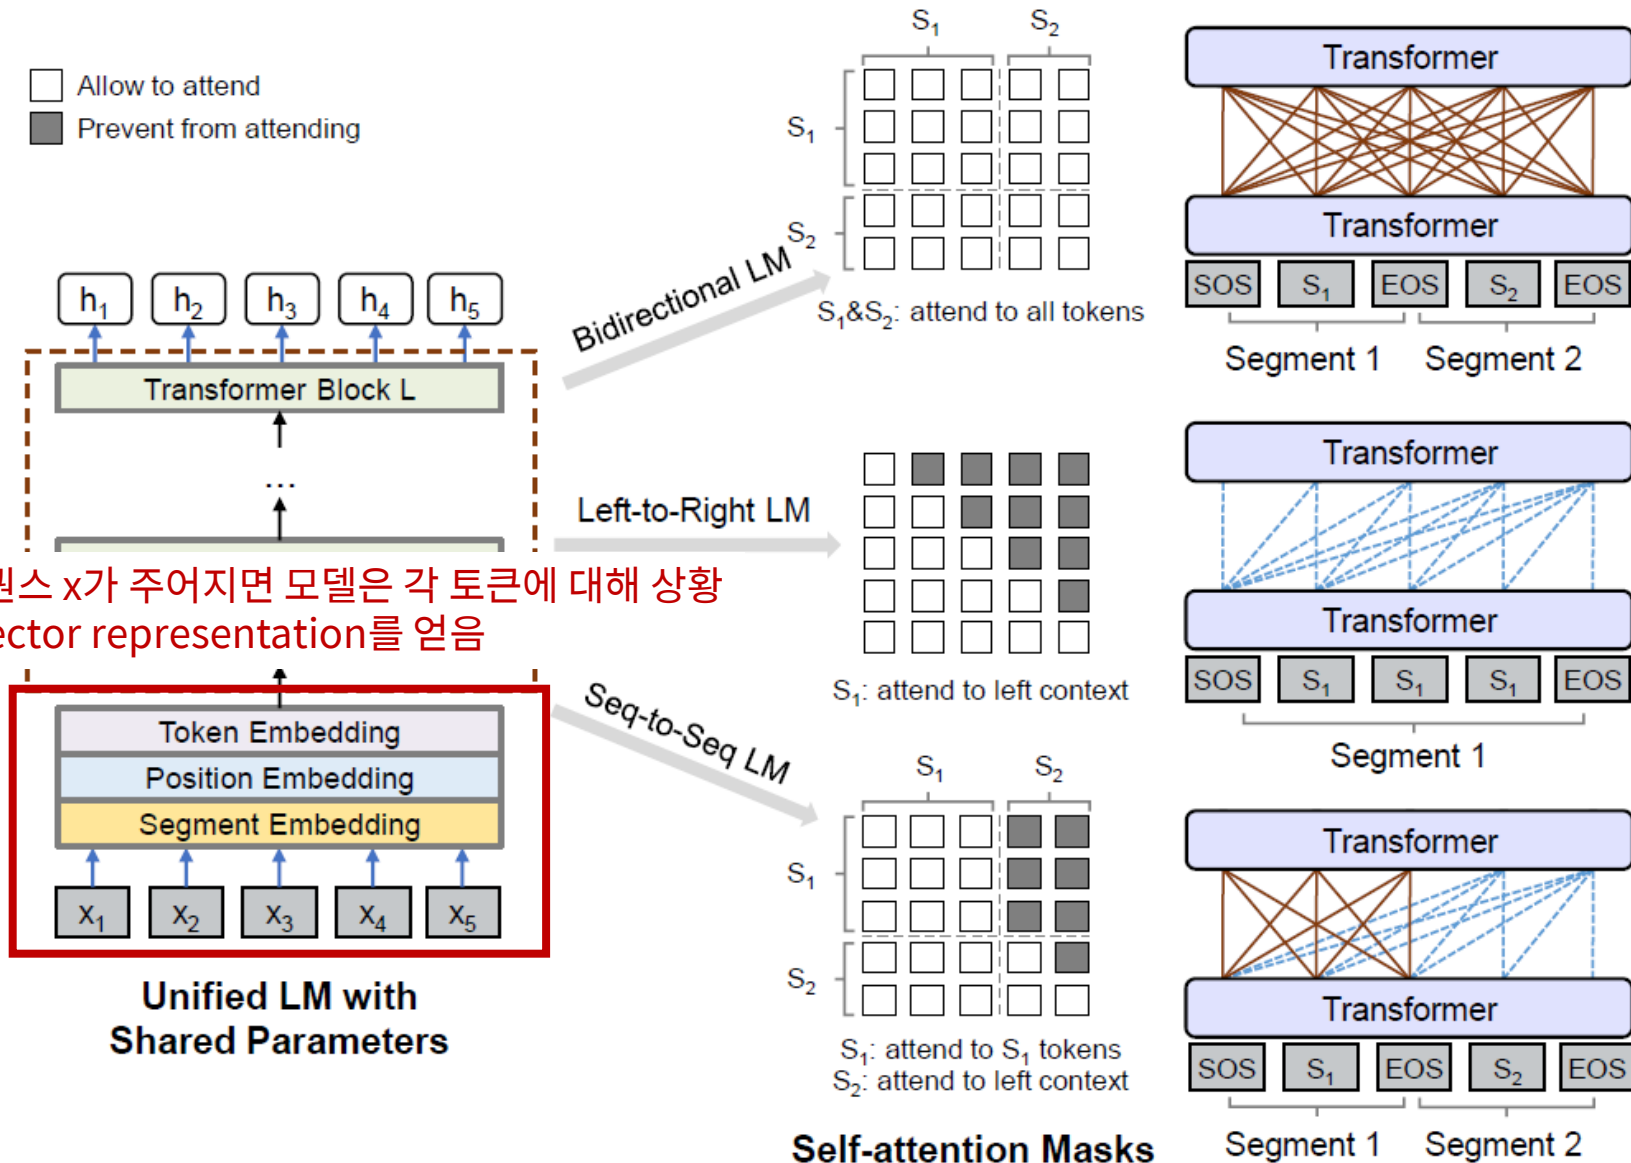 Allow to attend
Prevent from attending
h₁ h₂ h₃ h₄ h₅
Transformer Block L
...
x가 주어지면 모델은 각 토큰에 대해 상황
representation를 얻음
Token Embedding
Position Embedding
Segment Embedding
x₁ x₂ x₃ x₄ x₅
Unified LM with
Shared Parameters
Bidirectional LM
Left-to-Right LM
Seq-to-Seq LM
S₁ S₂
S₁
S₂
S₁&S₂: attend to all tokens
S₁: attend to left context
S₁ S₂
S₁
S₂
S₁: attend to S₁ tokens
S₂: attend to left context
Self-attention Masks
Transformer
Transformer
SOS S₁ EOS S₂ EOS
Segment 1 Segment 2
Transformer
Transformer
SOS S₁ S₁ S₁ EOS
Segment 1
Transformer
Transformer
SOS S₁ EOS S₂ EOS
Segment 1 Segment 2